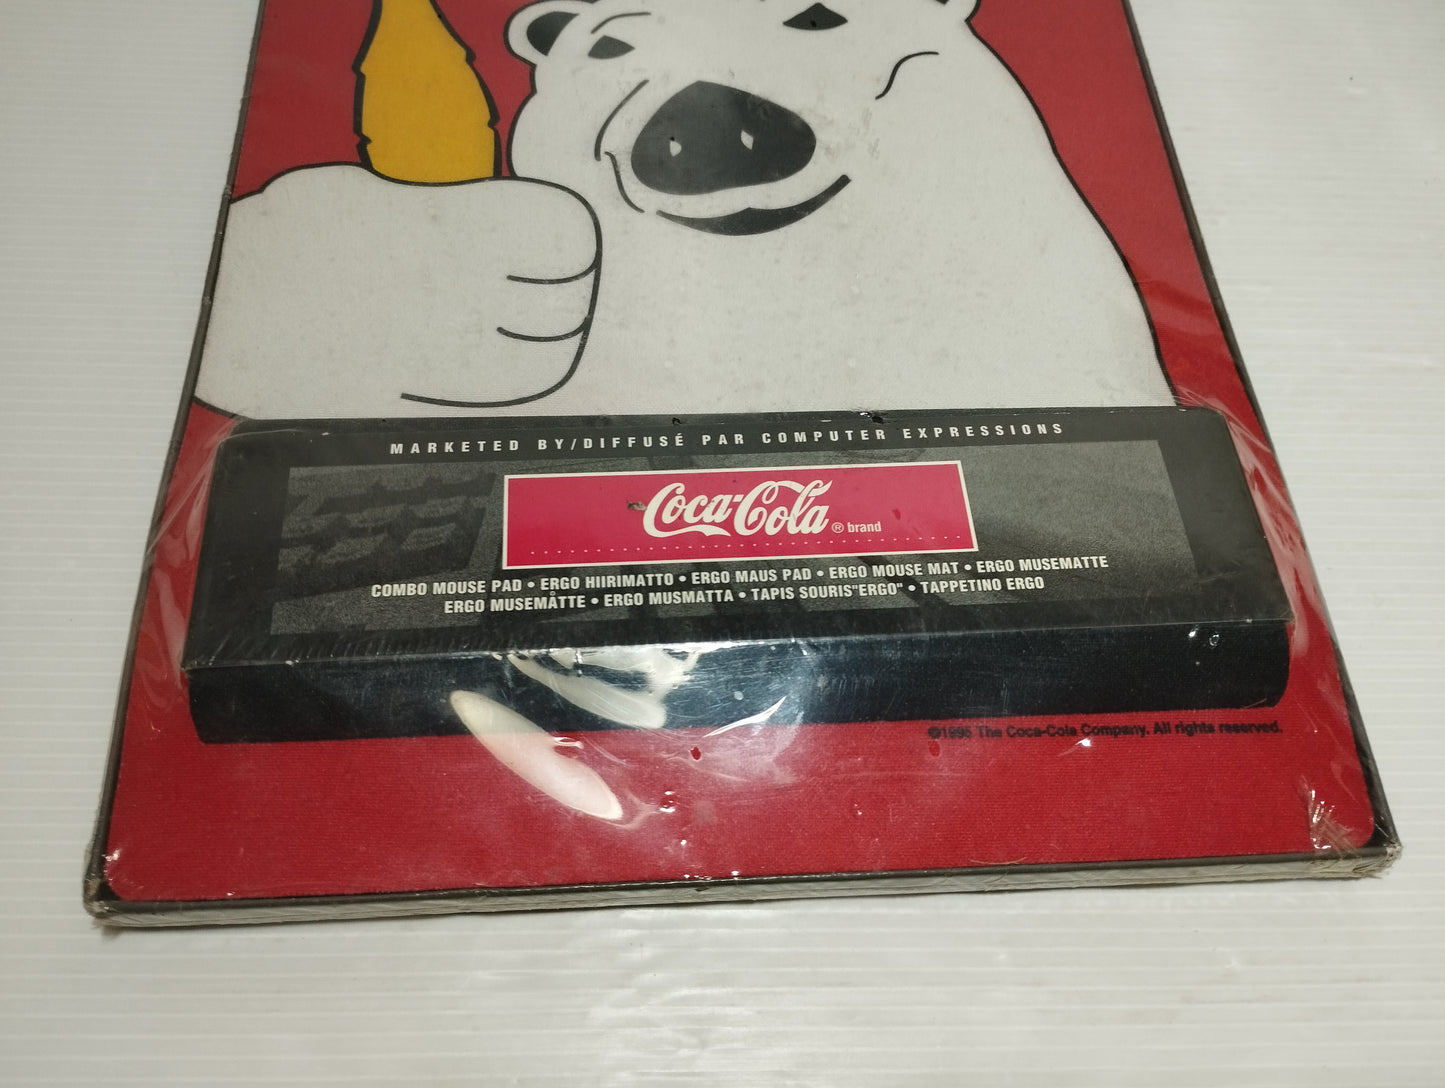 MARKETED BY/DIFFUSÉ PAR COMPUTER EXPRESSIONS
Coca-Cola ® brand
COMBO MOUSE PAD • ERGO HIIRIMATTO • ERGO MAUS PAD • ERGO MOUSE MAT • ERGO MUSEMATTE
ERGO MUSEMÅTTE • ERGO MUSMATTA • TAPIS SOURIS"ERGO" • TAPPETINO ERGO
©1995 The Coca-Cola Company. All rights reserved.